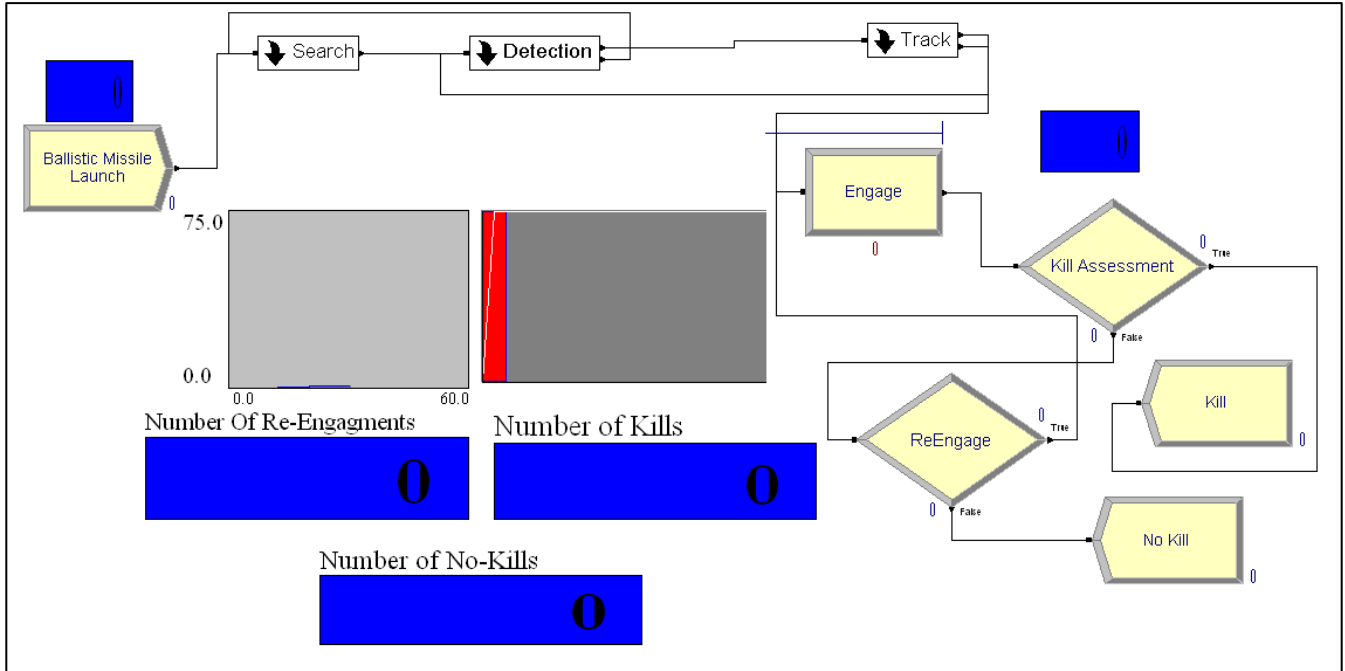 Search
Detection
Track
0
Ballistic Missile
Launch
0
0
Engage
0
Kill Assessment
0
True
0
False
75.0
0.0
0.0
60.0
Number Of Re-Engagments
0
Number of Kills
0
ReEngage
0
True
0
False
Kill
0
No Kill
0
Number of No-Kills
0